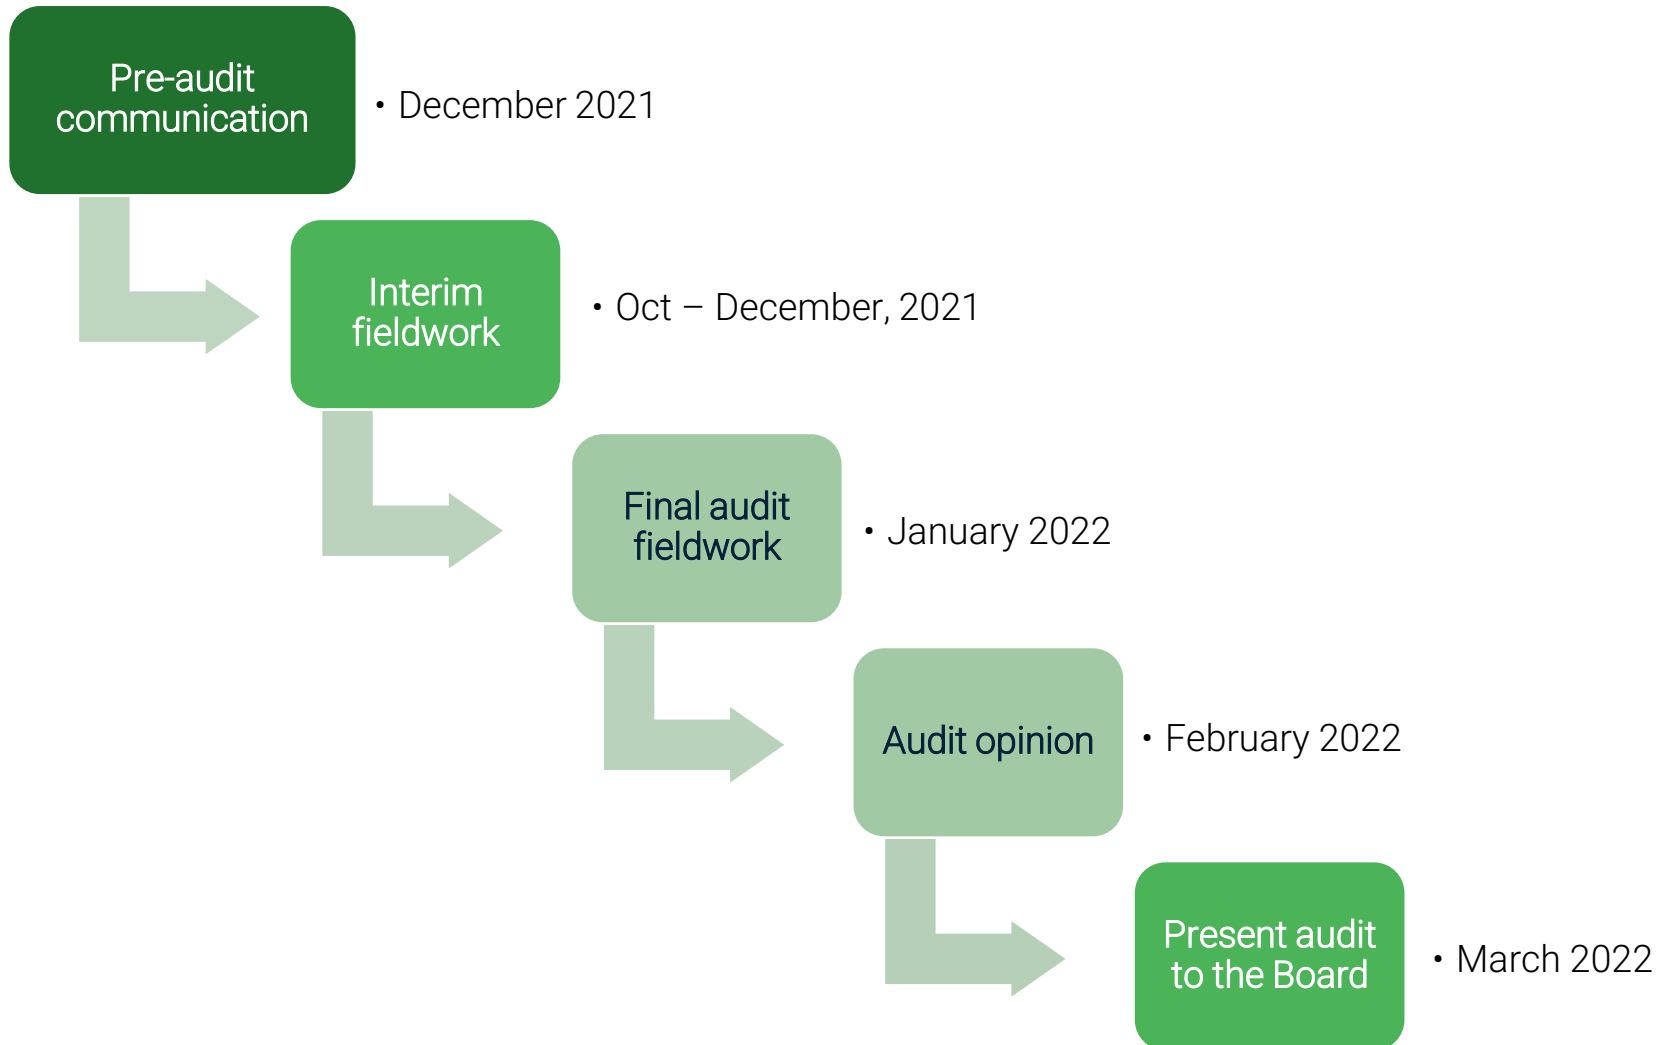 Pre-audit
communication
• December 2021
Interim
fieldwork
• Oct – December, 2021
Final audit
fieldwork
• January 2022
Audit opinion
• February 2022
Present audit
to the Board
• March 2022